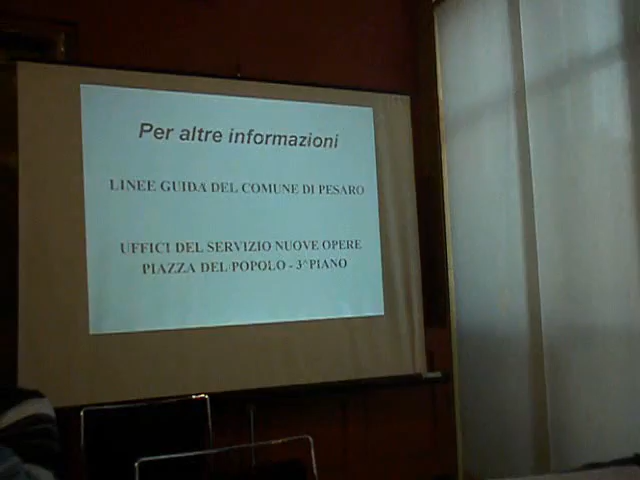 Per altre informazioni
LINEE GUIDA DEL COMUNE DI PESARO
UFFICI DEL SERVIZIO NUOVE OPERE
PIAZZA DEL POPOLO - 3^PIANO